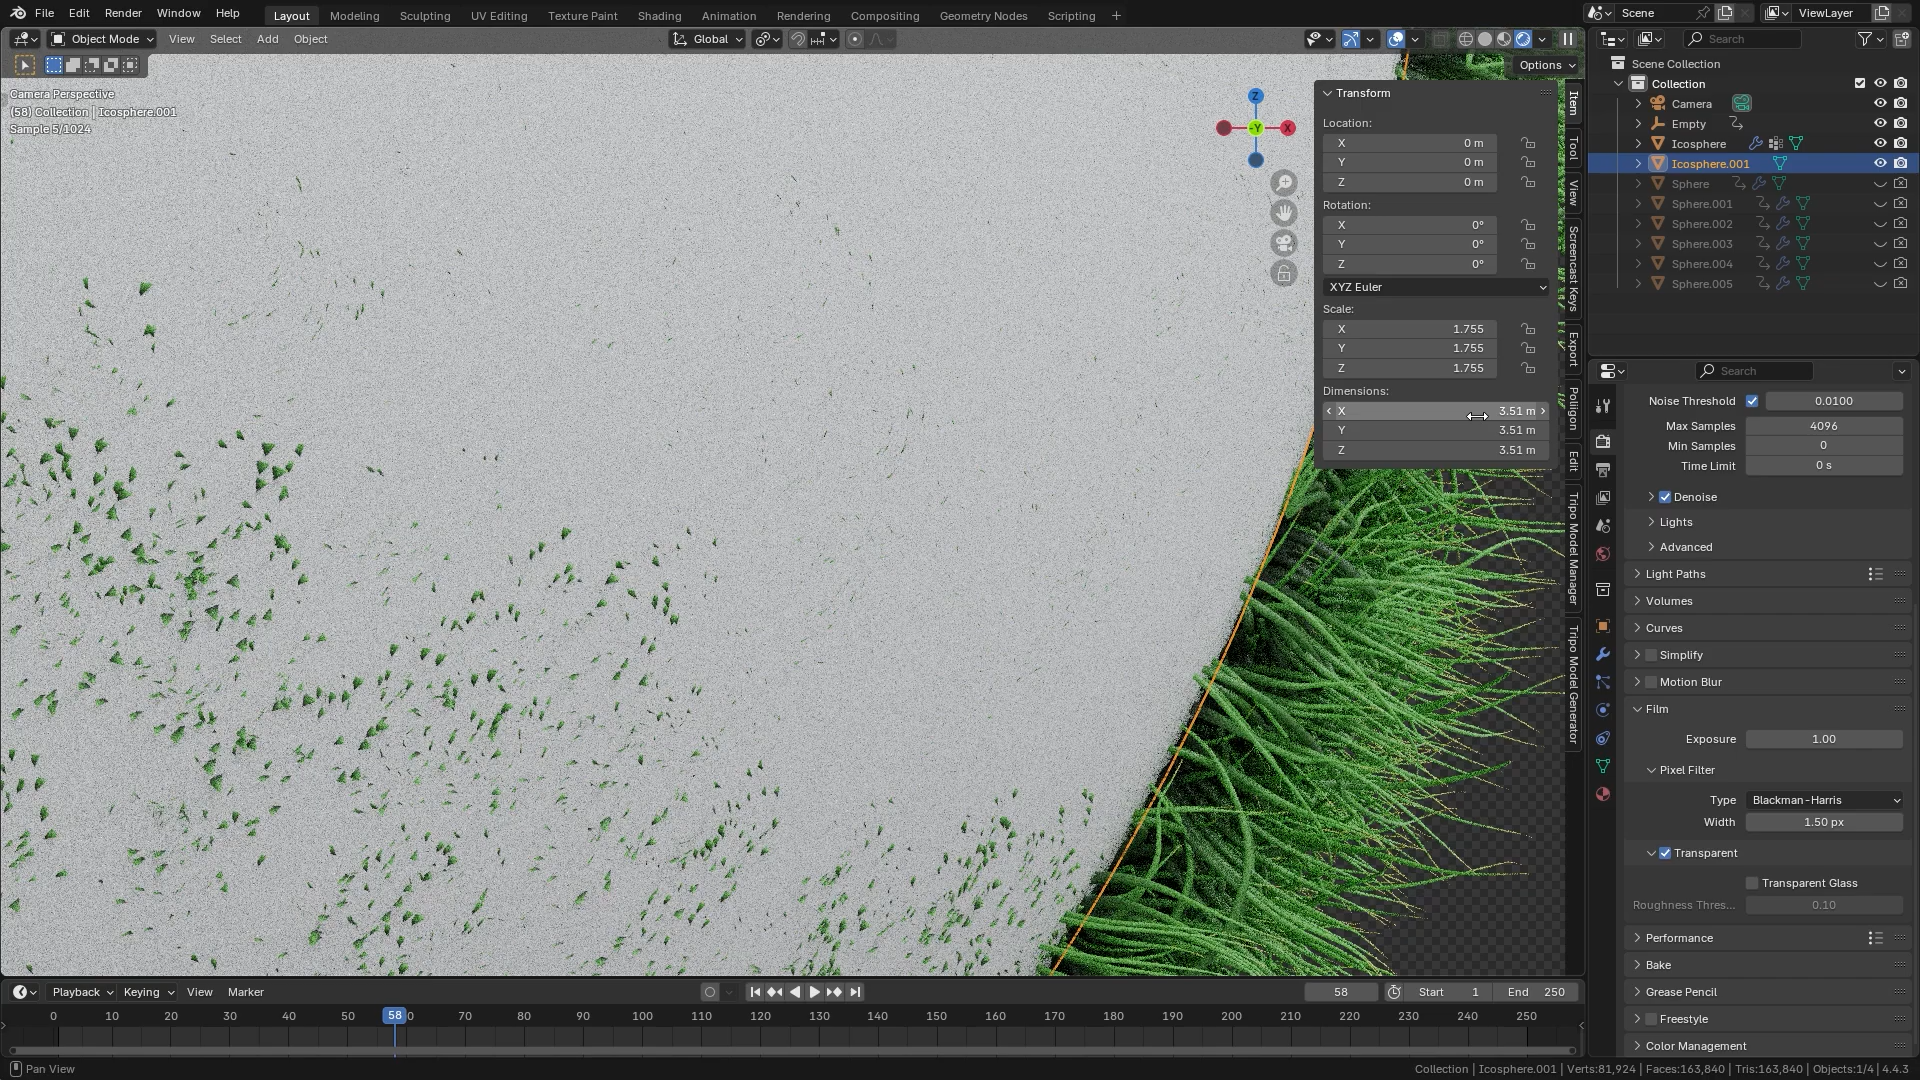 File Edit Render Window Help Layout Modeling Sculpting UV Editing Texture Paint Shading Animation Rendering Compositing Geometry Nodes Scripting + Scene ViewLayer
Object Mode View Select Add Object Global Search
Options
Camera Perspective
(58) Collection | Icosphere.001
Sample 5/1024
Z
-Y X
Transform
Location:
X 0 m
Y 0 m
Z 0 m
Rotation:
X 0°
Y 0°
Z 0°
XYZ Euler
Scale:
X 1.755
Y 1.755
Z 1.755
Dimensions:
X 3.51 m
Y 3.51 m
Z 3.51 m
Item
Tool
View
Screencast Keys
Export
Poliigon
Edit
Tripo Model Manager
Tripo Model Generator
Scene Collection
Collection
Camera
Empty
Icosphere
Icosphere.001
Sphere
Sphere.001
Sphere.002
Sphere.003
Sphere.004
Sphere.005
Search
Noise Threshold 0.0100
Max Samples 4096
Min Samples 0
Time Limit 0 s
Denoise
Lights
Advanced
Light Paths
Volumes
Curves
Simplify
Motion Blur
Film
Exposure 1.00
Pixel Filter
Type Blackman-Harris
Width 1.50 px
Transparent
Transparent Glass
Roughness Thres... 0.10
Performance
Bake
Grease Pencil
Freestyle
Color Management
Playback Keying View Marker 58 Start 1 End 250
0 10 20 30 40 50 58 70 80 90 100 110 120 130 140 150 160 170 180 190 200 210 220 230 240 250
Pan View Collection | Icosphere.001 | Verts:81,924 | Faces:163,840 | Tris:163,840 | Objects:1/4 | 4.4.3